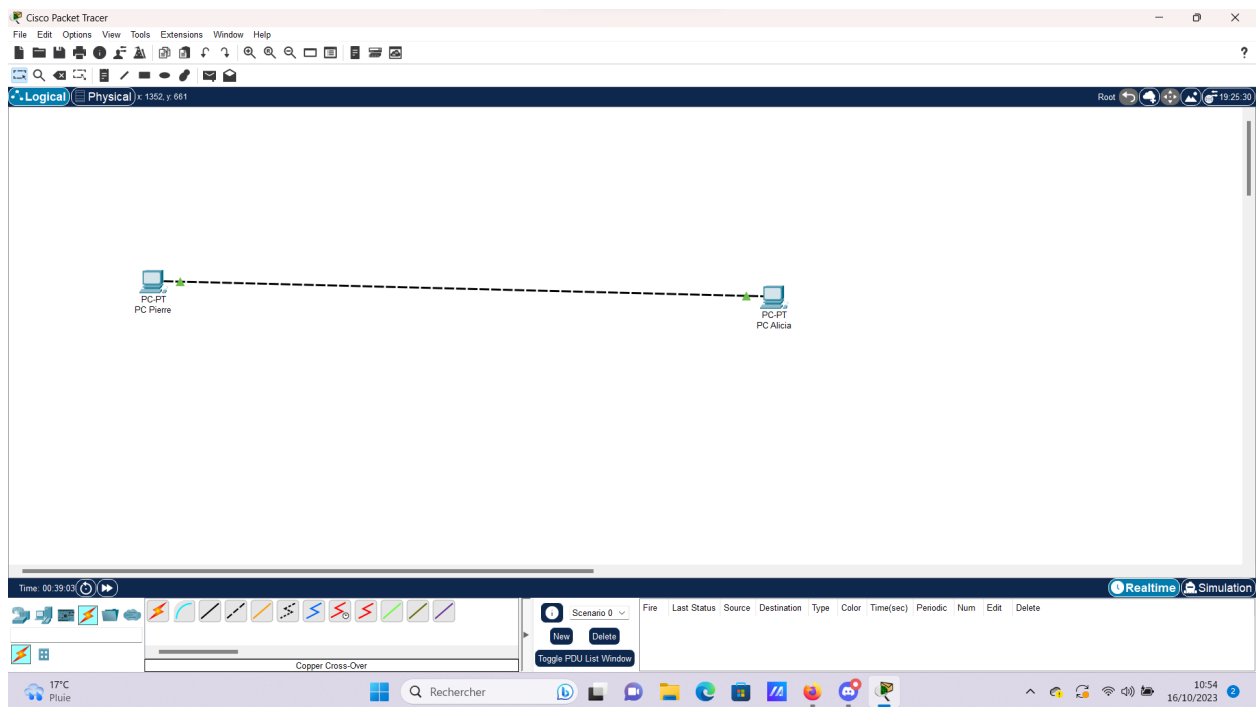 Cisco Packet Tracer
File Edit Options View Tools Extensions Window Help
?
Logical Physical x: 1352, y: 661 Root 19:25:30
PC-PT
PC Pierre
PC-PT
PC Alicia
Time: 00:39:03 Realtime Simulation
Scenario 0 Fire Last Status Source Destination Type Color Time(sec) Periodic Num Edit Delete
New Delete
Toggle PDU List Window
Copper Cross-Over
17°C
Pluie
Rechercher
10:54
16/10/2023 2